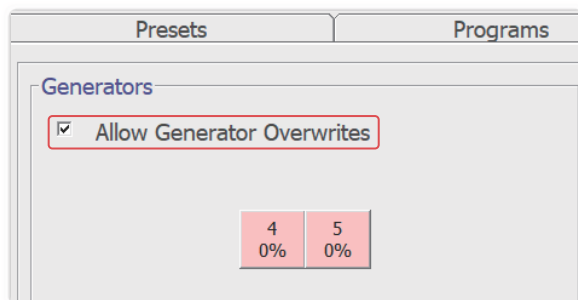 Presets Programs
Generators
Allow Generator Overwrites
4 5
0% 0%